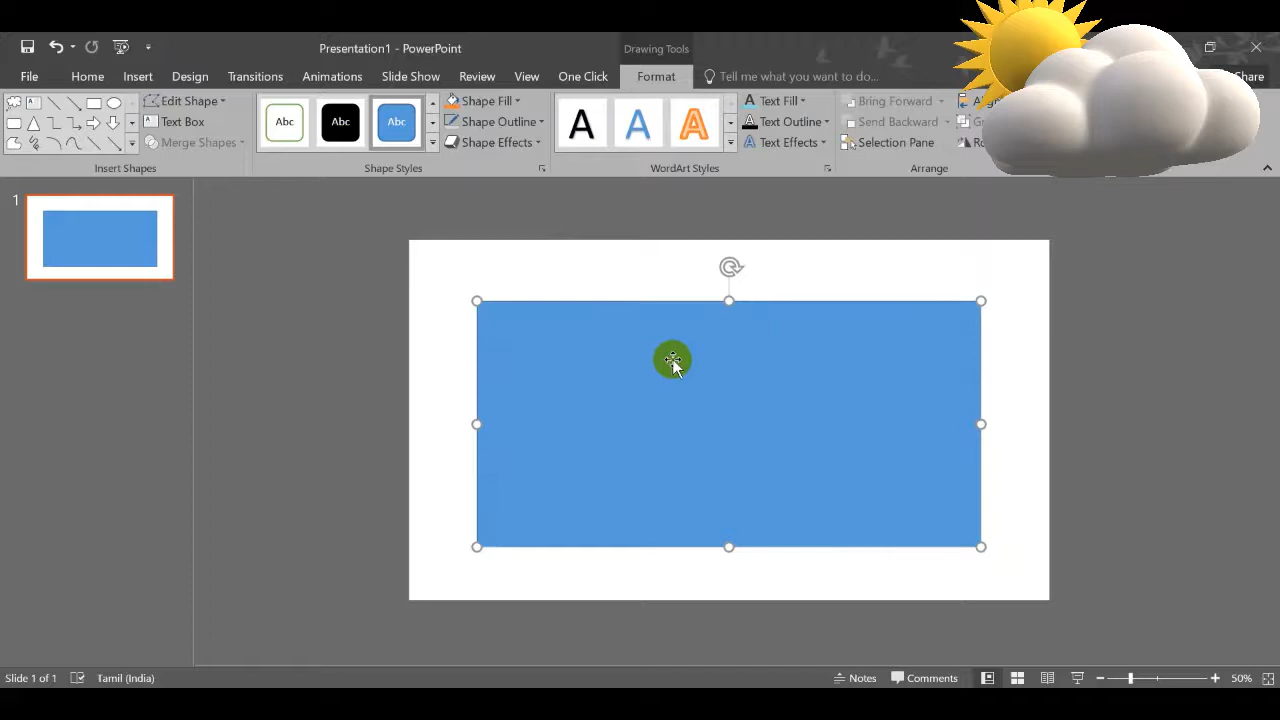 Presentation1 - PowerPoint
Drawing Tools
File Home Insert Design Transitions Animations Slide Show Review View One Click Format Tell me what you want to do... Share
Edit Shape
Text Box
Merge Shapes
Insert Shapes
Abc Abc Abc
Shape Fill
Shape Outline
Shape Effects
Shape Styles
A A A
Text Fill
Text Outline
Text Effects
WordArt Styles
Bring Forward
Send Backward
Selection Pane
Arrange
1
Slide 1 of 1 Tamil (India) Notes Comments 50%